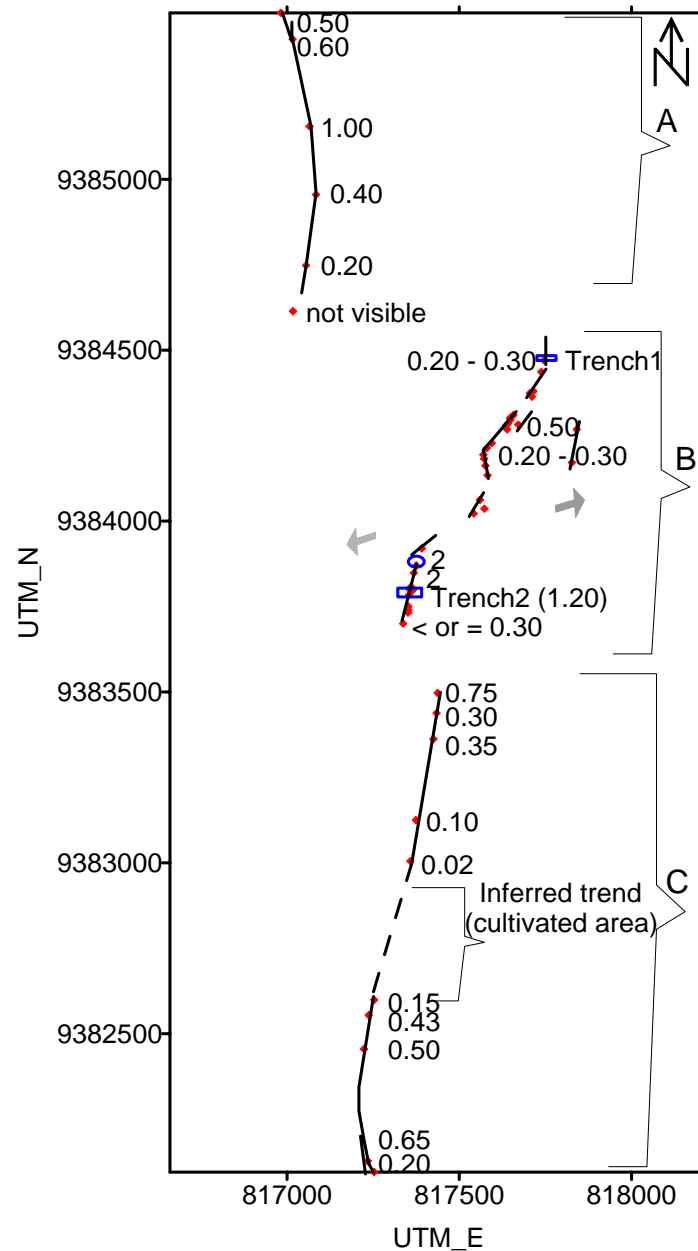 N
0.50
0.60
A
1.00
9385000
0.40
0.20
not visible
9384500
0.20 - 0.30
Trench1
0.50
0.20 - 0.30
B
9384000
2
2
Trench2 (1.20)
< or = 0.30
UTM_N
9383500
0.75
0.30
0.35
0.10
9383000
0.02
C
Inferred trend
(cultivated area)
0.15
0.43
9382500
0.50
0.65
0.20
817000
817500
818000
UTM_E